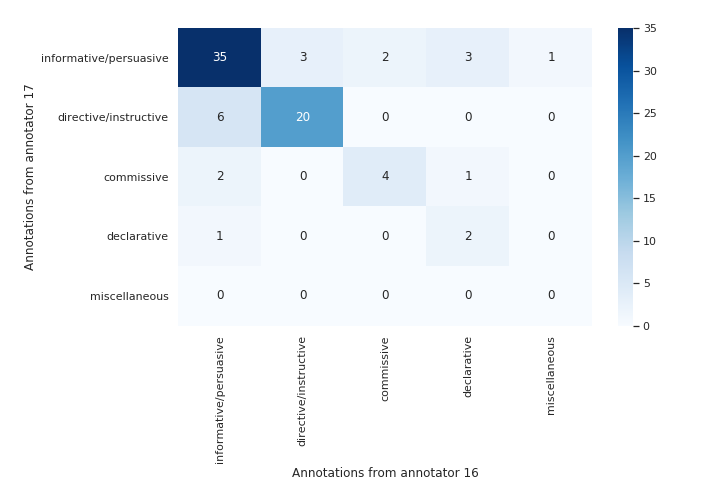 informative/persuasive 35 3 2 3 1
directive/instructive 6 20 0 0 0
commissive 2 0 4 1 0
declarative 1 0 0 2 0
miscellaneous 0 0 0 0 0
Annotations from annotator 17
informative/persuasive
directive/instructive
commissive
declarative
miscellaneous
Annotations from annotator 16
35
30
25
20
15
10
5
0